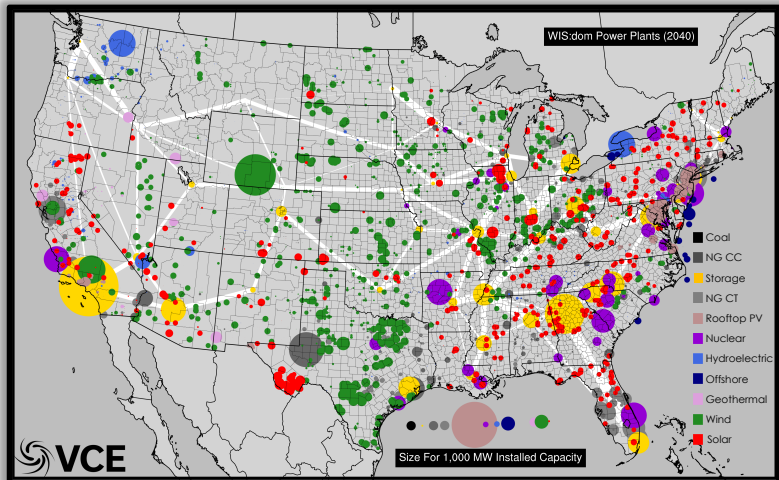 WIS:dom Power Plants (2040)
Coal
NG CC
Storage
NG CT
Rooftop PV
Nuclear
Hydroelectric
Offshore
Geothermal
Wind
Solar
Size For 1,000 MW Installed Capacity
VCE